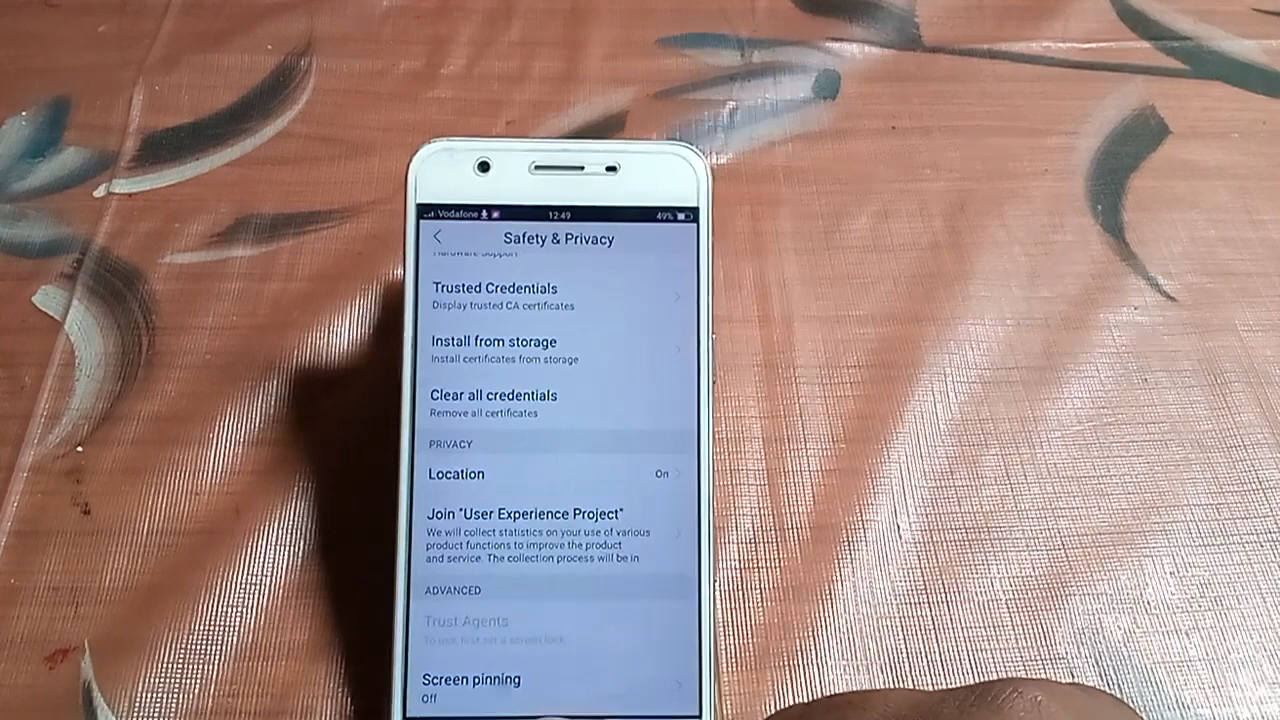 Vodafone 12:49 49%
Safety & Privacy
Hardware Support
Trusted Credentials
Display trusted CA certificates
Install from storage
Install certificates from storage
Clear all credentials
Remove all certificates
PRIVACY
Location On
Join "User Experience Project"
We will collect statistics on your use of various
product functions to improve the product
and service. The collection process will be in
ADVANCED
Trust Agents
To use, first set a screen lock
Screen pinning
Off